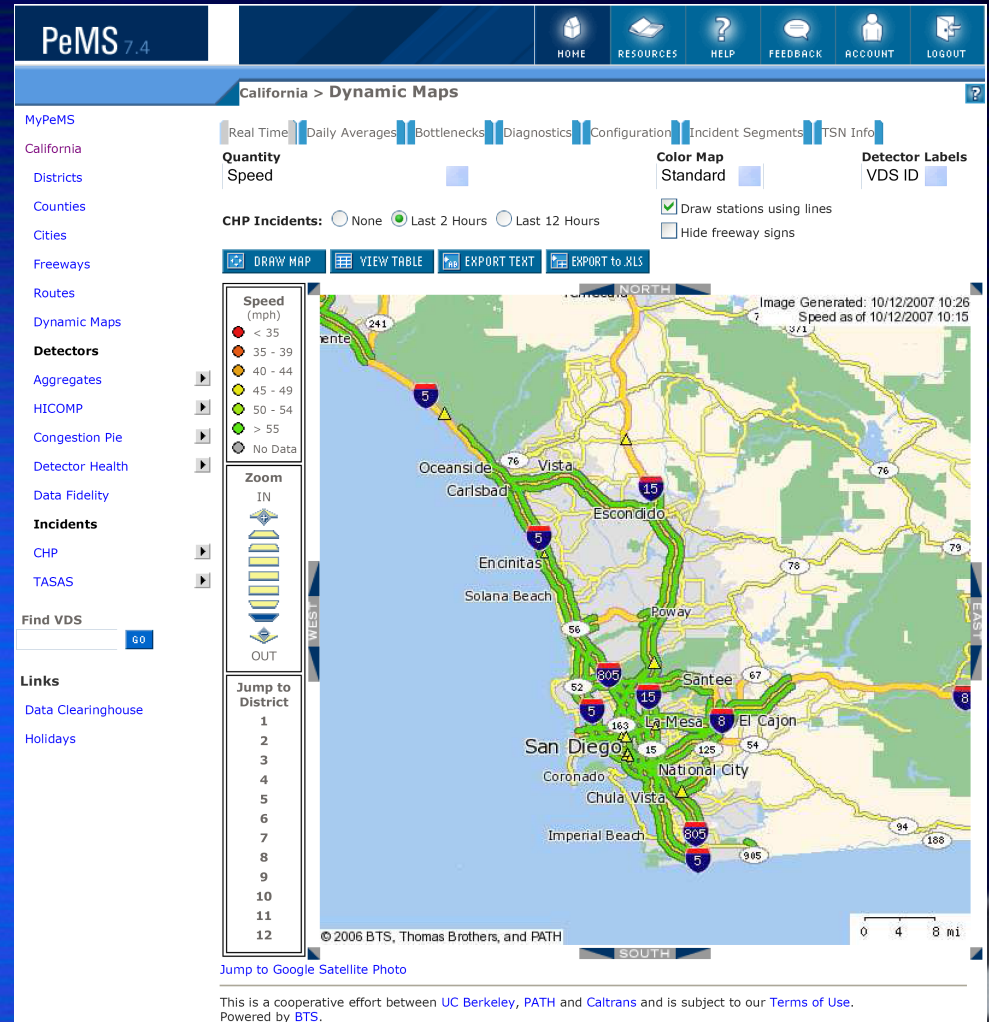 PeMS 7.4
HOME RESOURCES HELP FEEDBACK ACCOUNT LOGOUT
California > Dynamic Maps
?
MyPeMS
California
Districts
Counties
Cities
Freeways
Routes
Dynamic Maps
Detectors
Aggregates
HICOMP
Congestion Pie
Detector Health
Data Fidelity
Incidents
CHP
TASAS
Find VDS
GO
Links
Data Clearinghouse
Holidays
Real Time Daily Averages Bottlenecks Diagnostics Configuration Incident Segments TSN Info
Quantity Color Map Detector Labels
Speed Standard VDS ID
CHP Incidents: None Last 2 Hours Last 12 Hours
Draw stations using lines
Hide freeway signs
DRAW MAP VIEW TABLE EXPORT TEXT EXPORT to .XLS
Speed
(mph)
< 35
35 - 39
40 - 44
45 - 49
50 - 54
> 55
No Data
Zoom
IN
OUT
Jump to
District
1
2
3
4
5
6
7
8
9
10
11
12
NORTH
WEST
EAST
SOUTH
Image Generated: 10/12/2007 10:26
Speed as of 10/12/2007 10:15
371
241
5
76
Oceanside
Vista
76
Carlsbad
15
Escondido
5
79
Encinitas
78
Solana Beach
Poway
56
805
Santee
67
52
15
8
5
163
La Mesa
8
El Cajon
San Diego
15
125
54
Coronado
National City
Chula Vista
94
Imperial Beach
805
188
5
905
© 2006 BTS, Thomas Brothers, and PATH
0 4 8 mi
Jump to Google Satellite Photo
This is a cooperative effort between UC Berkeley, PATH and Caltrans and is subject to our Terms of Use.
Powered by BTS.